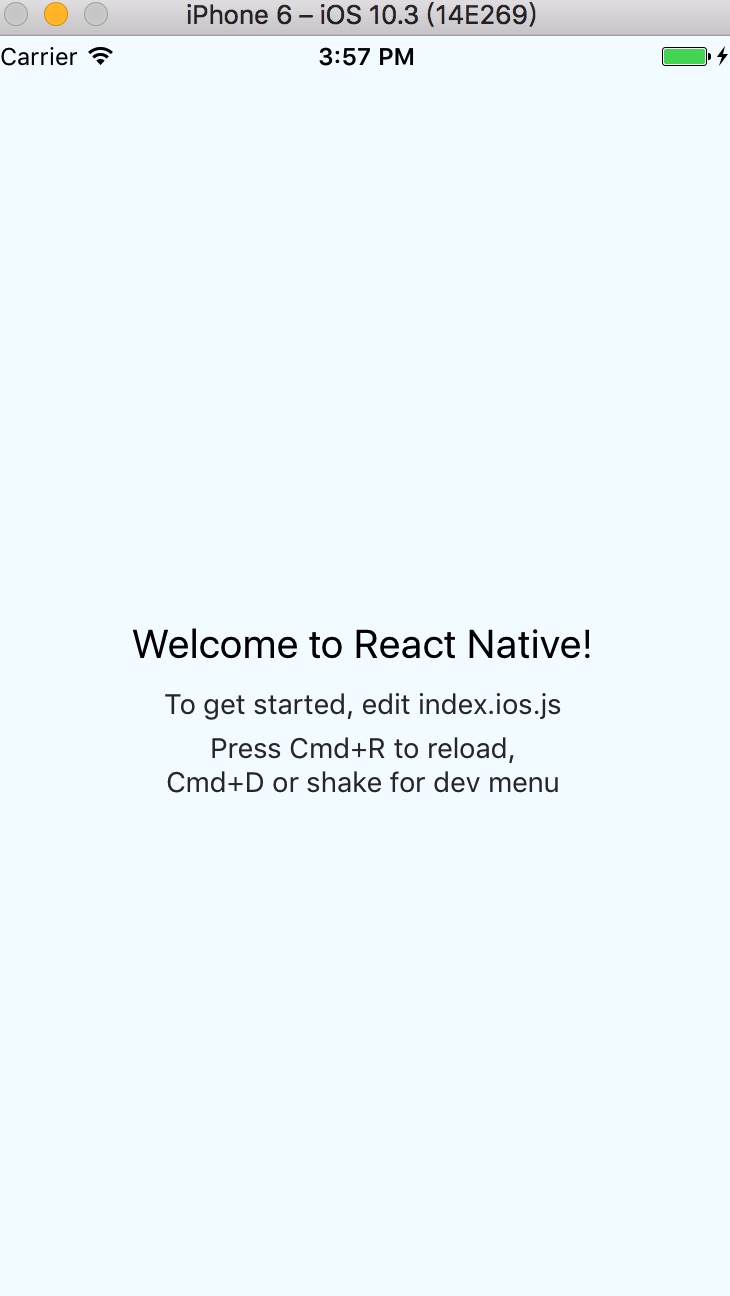 iPhone 6 – iOS 10.3 (14E269)
Carrier 3:57 PM
Welcome to React Native!
To get started, edit index.ios.js
Press Cmd+R to reload,
Cmd+D or shake for dev menu